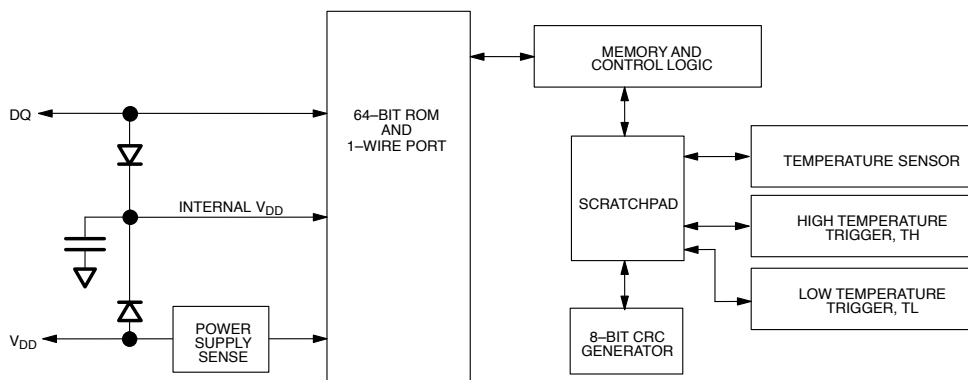 DQ
INTERNAL VDD
VDD
POWER
SUPPLY
SENSE
64–BIT ROM
AND
1–WIRE PORT
MEMORY AND
CONTROL LOGIC
SCRATCHPAD
8–BIT CRC
GENERATOR
TEMPERATURE SENSOR
HIGH TEMPERATURE
TRIGGER, TH
LOW TEMPERATURE
TRIGGER, TL